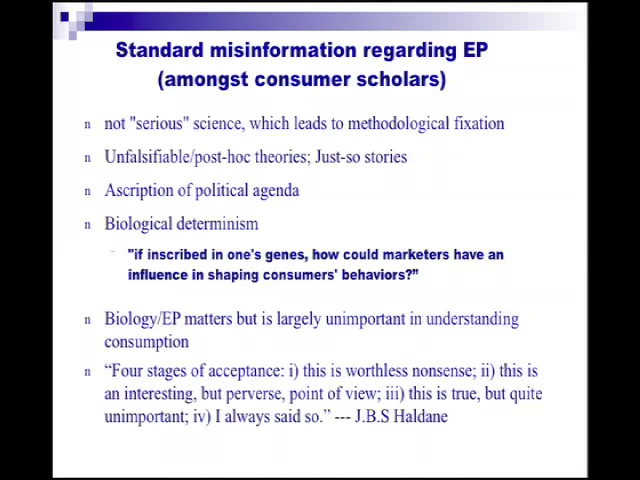 Standard misinformation regarding EP
(amongst consumer scholars)
n not "serious" science, which leads to methodological fixation
n Unfalsifiable/post-hoc theories; Just-so stories
n Ascription of political agenda
n Biological determinism
"if inscribed in one's genes, how could marketers have an
influence in shaping consumers' behaviors?”
n Biology/EP matters but is largely unimportant in understanding
consumption
n “Four stages of acceptance: i) this is worthless nonsense; ii) this is
an interesting, but perverse, point of view; iii) this is true, but quite
unimportant; iv) I always said so.” --- J.B.S Haldane